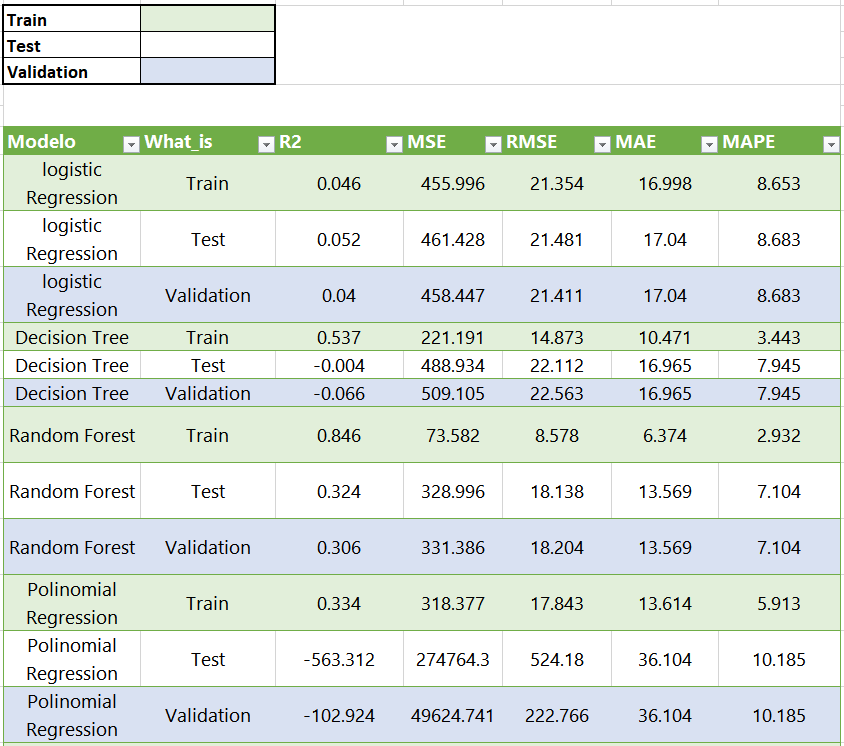 Train
Test
Validation
Modelo What_is R2 MSE RMSE MAE MAPE
logistic
Regression Train 0.046 455.996 21.354 16.998 8.653
logistic
Regression Test 0.052 461.428 21.481 17.04 8.683
logistic
Regression Validation 0.04 458.447 21.411 17.04 8.683
Decision Tree Train 0.537 221.191 14.873 10.471 3.443
Decision Tree Test -0.004 488.934 22.112 16.965 7.945
Decision Tree Validation -0.066 509.105 22.563 16.965 7.945
Random Forest Train 0.846 73.582 8.578 6.374 2.932
Random Forest Test 0.324 328.996 18.138 13.569 7.104
Random Forest Validation 0.306 331.386 18.204 13.569 7.104
Polinomial
Regression Train 0.334 318.377 17.843 13.614 5.913
Polinomial
Regression Test -563.312 274764.3 524.18 36.104 10.185
Polinomial
Regression Validation -102.924 49624.741 222.766 36.104 10.185